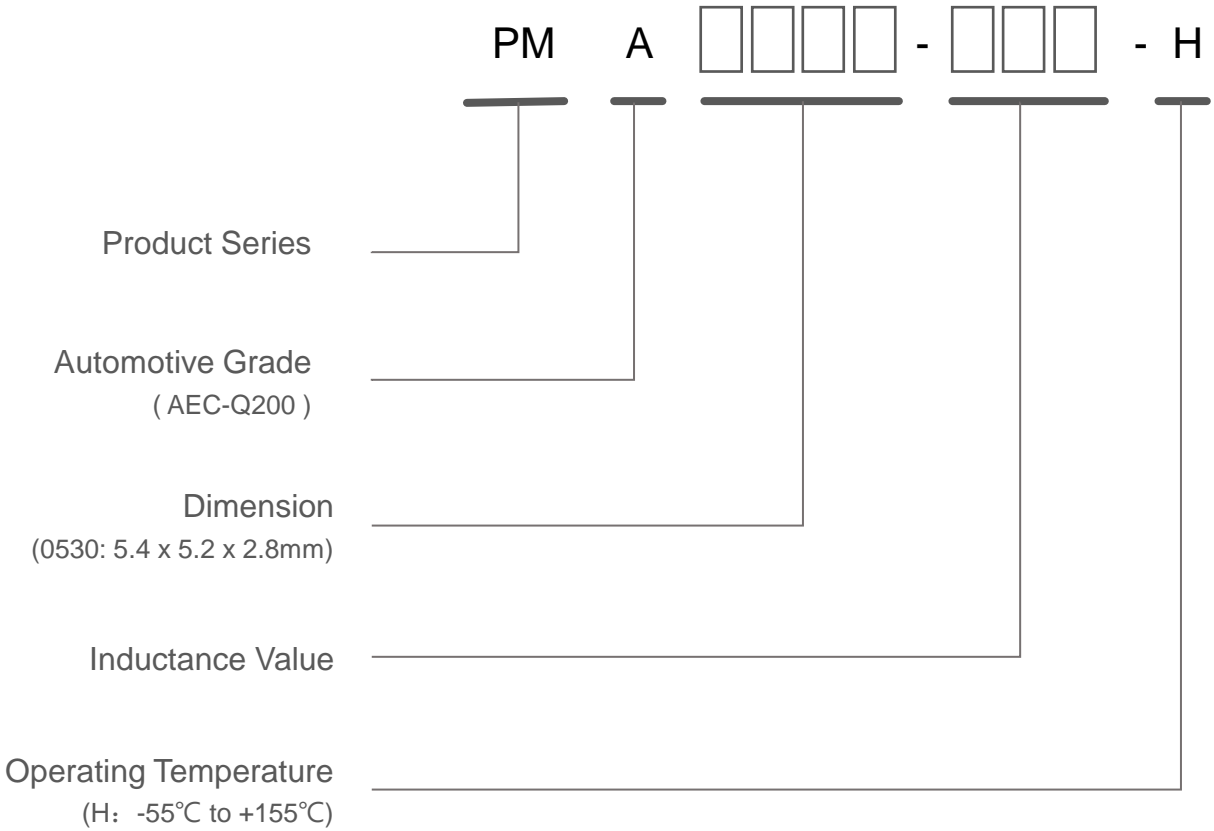 PM A □□□□ - □□□ - H
Product Series
Automotive Grade
( AEC-Q200 )
Dimension
(0530: 5.4 x 5.2 x 2.8mm)
Inductance Value
Operating Temperature
(H：-55℃ to +155℃)